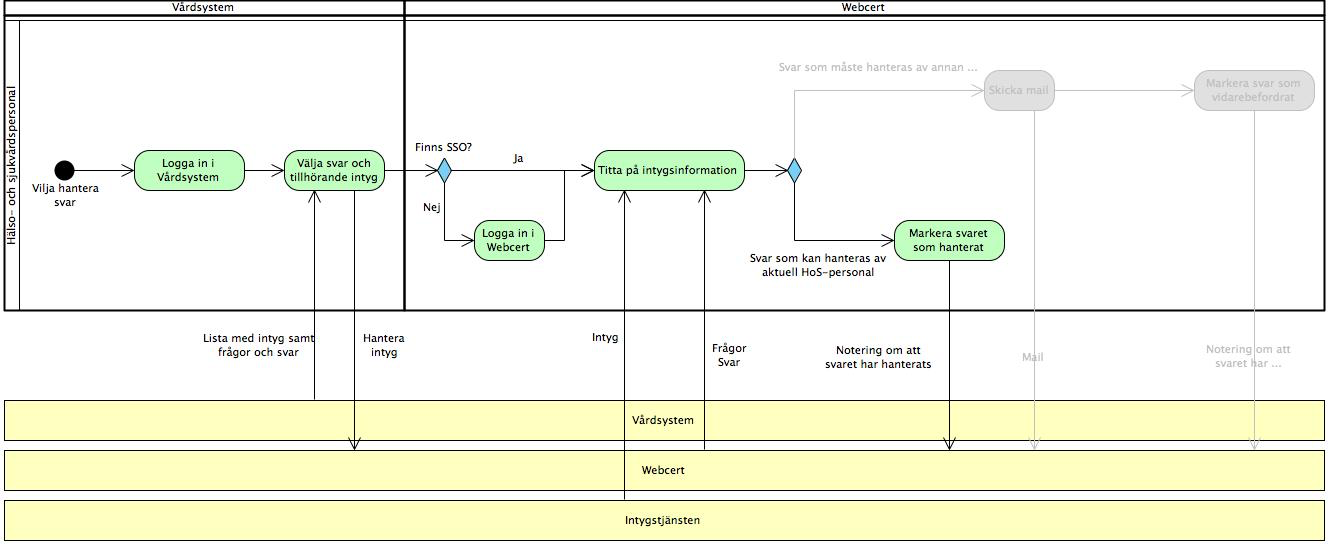 Vårdsystem
Webcert
Hälso- och sjukvårdspersonal
Vilja hantera
svar
Logga in i
Vårdsystem
Välja svar och
tillhörande intyg
Finns SSO?
Ja
Nej
Logga in i
Webcert
Titta på intygsinformation
Svar som måste hanteras av annan ...
Skicka mail
Markera svar som
vidarebefordrat
Svar som kan hanteras av
aktuell HoS-personal
Markera svaret
som hanterat
Lista med intyg samt
frågor och svar
Hantera
intyg
Intyg
Frågor
Svar
Notering om att
svaret har hanterats
Mail
Notering om att
svaret har ...
Vårdsystem
Webcert
Intygstjänsten